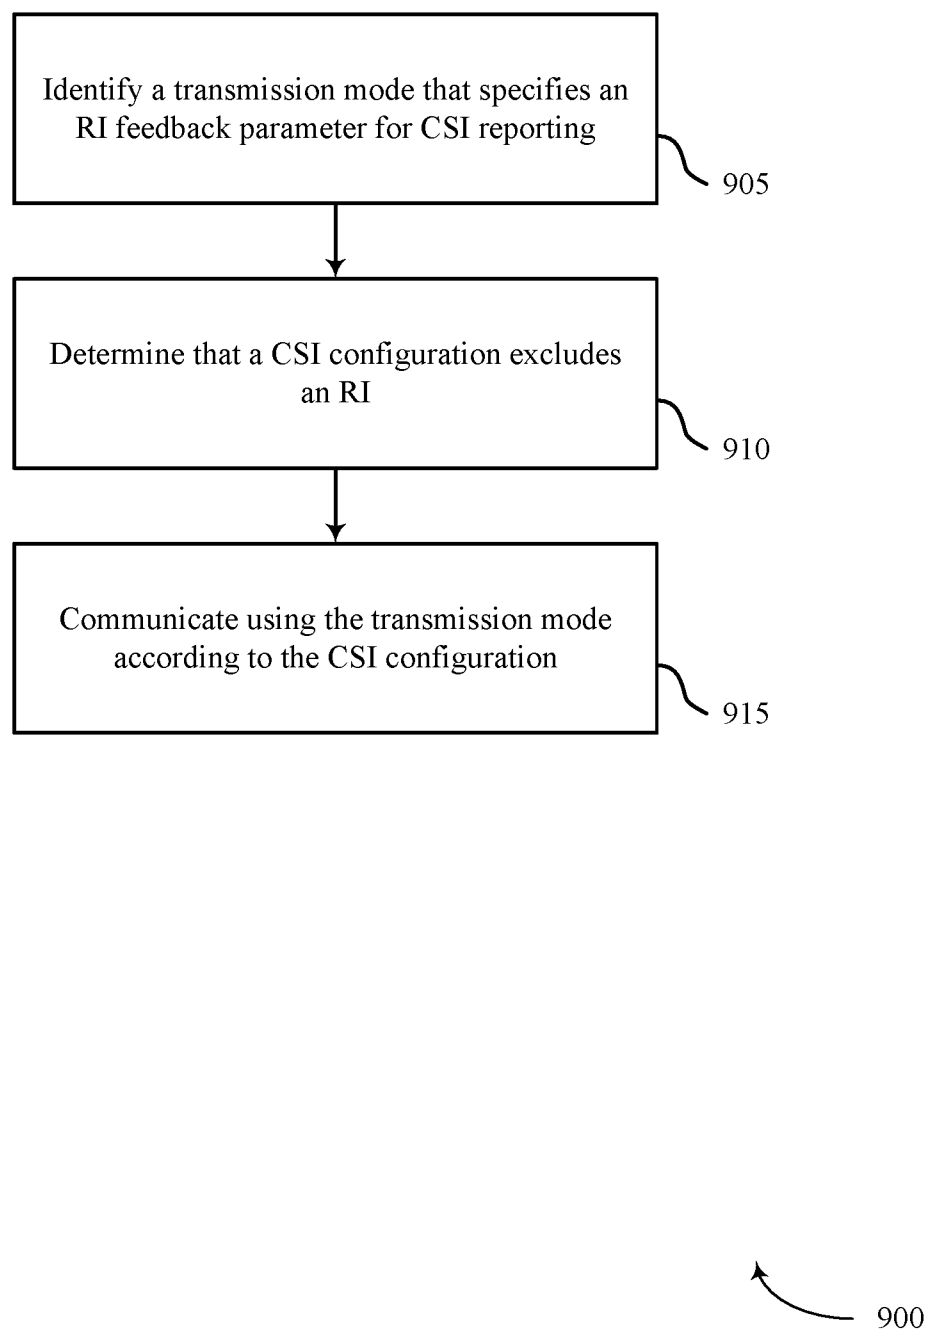 Identify a transmission mode that specifies an
RI feedback parameter for CSI reporting
905
Determine that a CSI configuration excludes
an RI
910
Communicate using the transmission mode
according to the CSI configuration
915
900